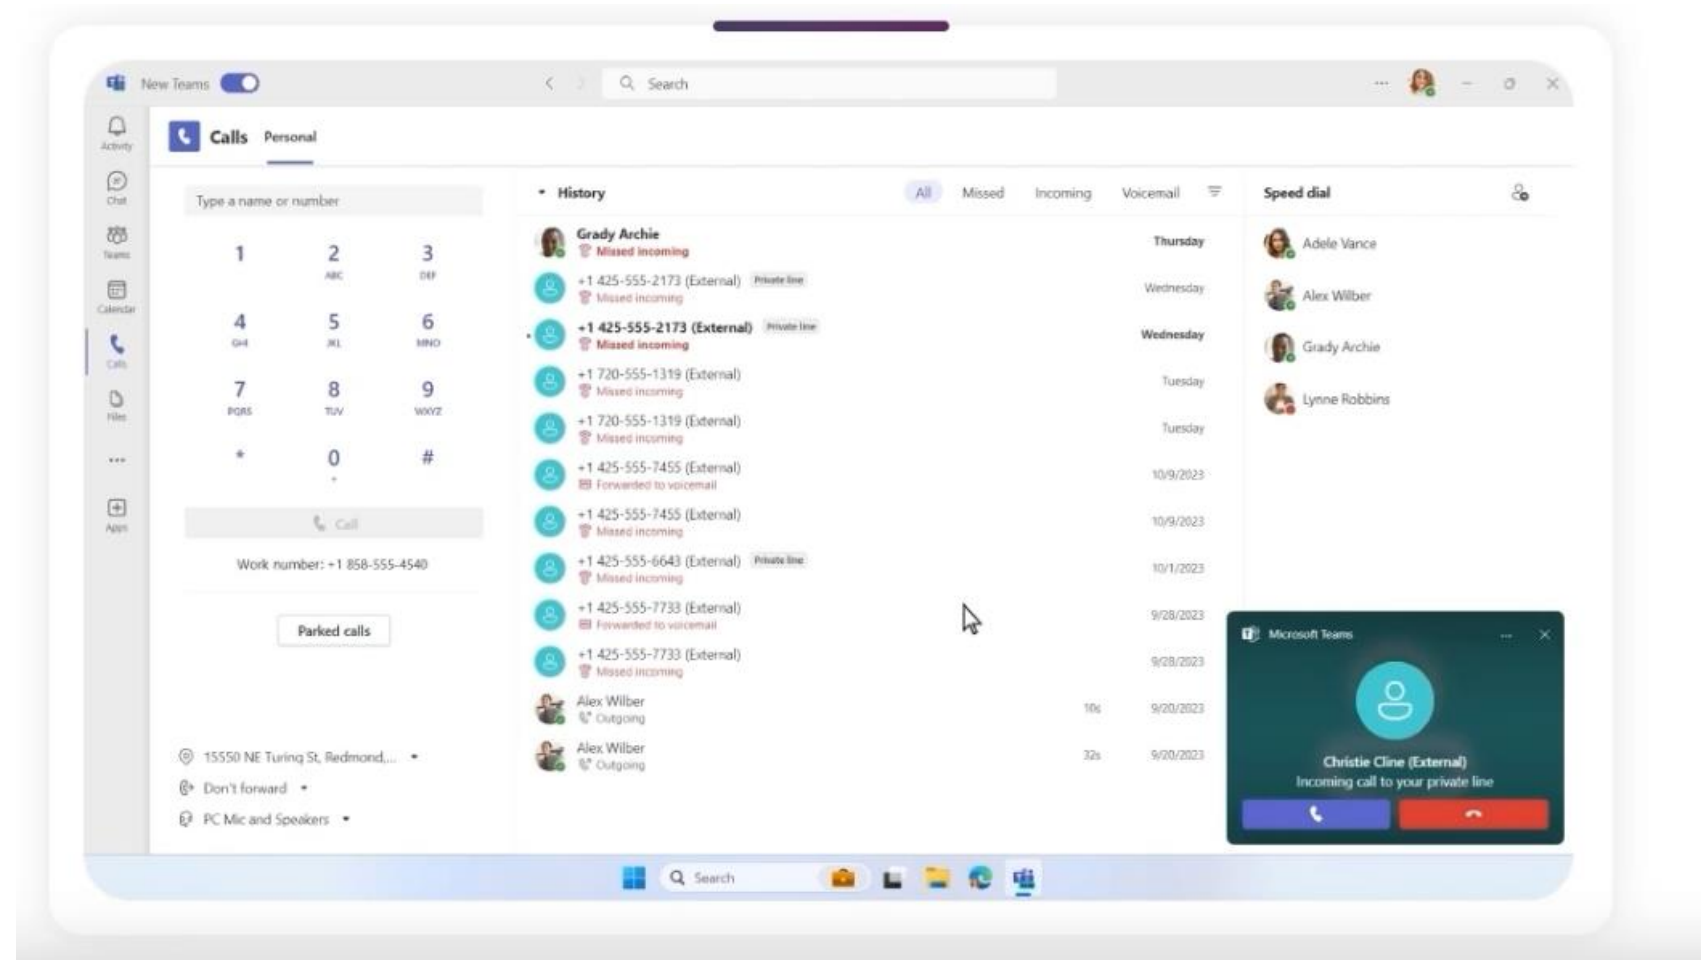 New Teams
Search
Activity
Chat
Teams
Calendar
Calls
Files
Apps
Calls Personal
Type a name or number
1 2 3
ABC DEF
4 5 6
GHI JKL MNO
7 8 9
PQRS TUV WXYZ
* 0 #
+
Call
Work number: +1 858-555-4540
Parked calls
15550 NE Turing St, Redmond,...
Don't forward
PC Mic and Speakers
History All Missed Incoming Voicemail
Grady Archie Thursday
Missed incoming
+1 425-555-2173 (External) Private line Wednesday
Missed incoming
+1 425-555-2173 (External) Private line Wednesday
Missed incoming
+1 720-555-1319 (External) Tuesday
Missed incoming
+1 720-555-1319 (External) Tuesday
Missed incoming
+1 425-555-7455 (External) 10/9/2023
Forwarded to voicemail
+1 425-555-7455 (External) 10/9/2023
Missed incoming
+1 425-555-6643 (External) Private line 10/1/2023
Missed incoming
+1 425-555-7733 (External) 9/28/2023
Forwarded to voicemail
+1 425-555-7733 (External) 9/28/2023
Missed incoming
Alex Wilber 10s 9/20/2023
Outgoing
Alex Wilber 32s 9/20/2023
Outgoing
Speed dial
Adele Vance
Alex Wilber
Grady Archie
Lynne Robbins
Microsoft Teams
Christie Cline (External)
Incoming call to your private line
Search